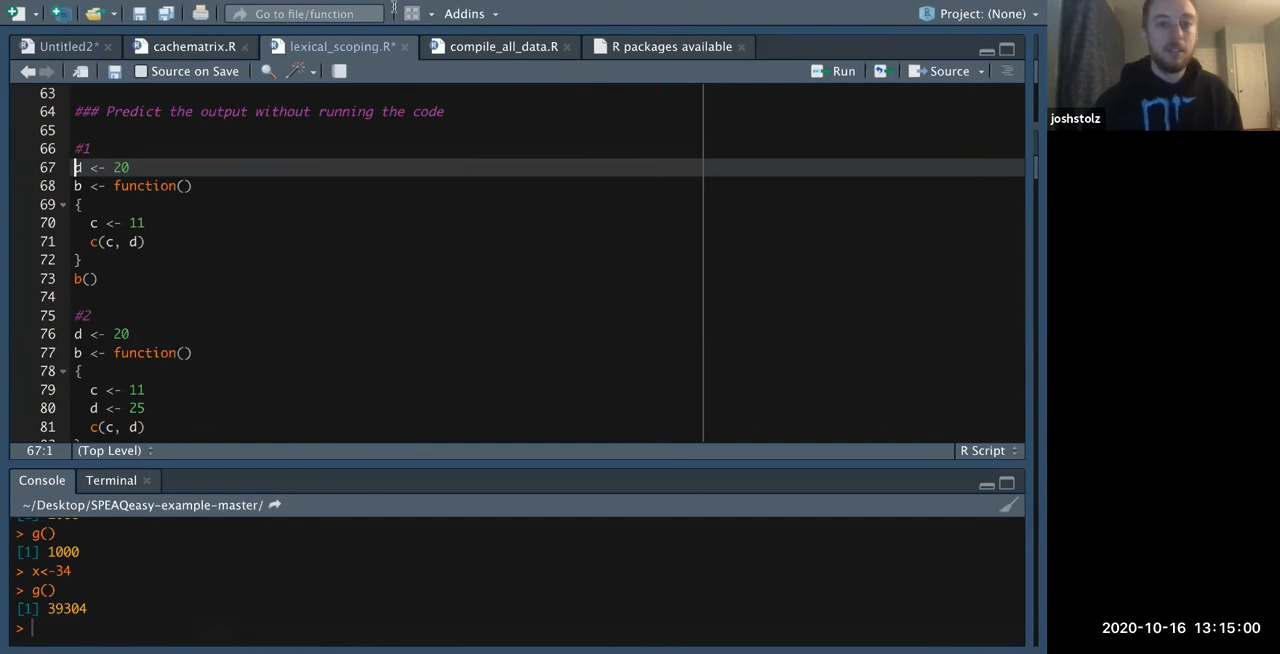 Go to file/function
Addins
Project: (None)
Untitled2*
cachematrix.R
lexical_scoping.R*
compile_all_data.R
R packages available
Source on Save
Run
Source
63
64 ### Predict the output without running the code
65
66 #1
67 d <- 20
68 b <- function()
69 {
70 c <- 11
71 c(c, d)
72 }
73 b()
74
75 #2
76 d <- 20
77 b <- function()
78 {
79 c <- 11
80 d <- 25
81 c(c, d)
67:1 (Top Level) R Script
Console Terminal
~/Desktop/SPEAQeasy-example-master/
> g()
[1] 1000
> x<-34
> g()
[1] 39304
>
joshstolz
2020-10-16 13:15:00